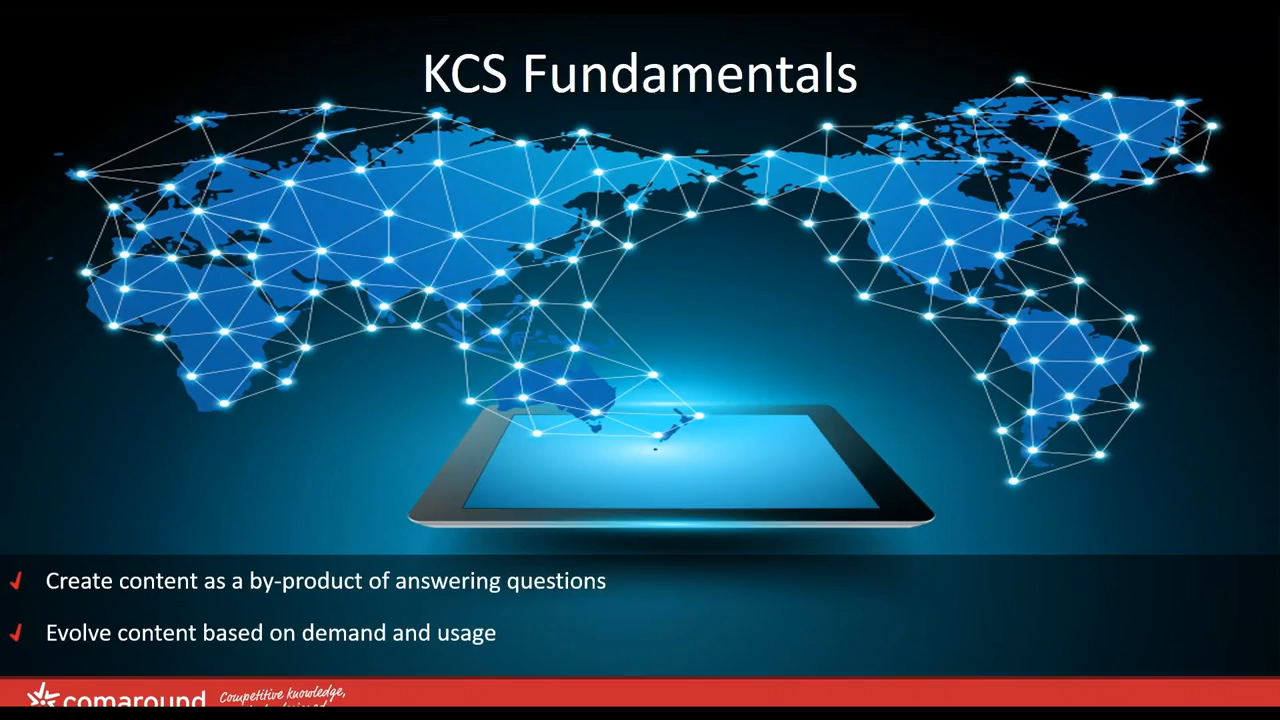 KCS Fundamentals
Create content as a by-product of answering questions
Evolve content based on demand and usage
comaround
Competitive knowledge,